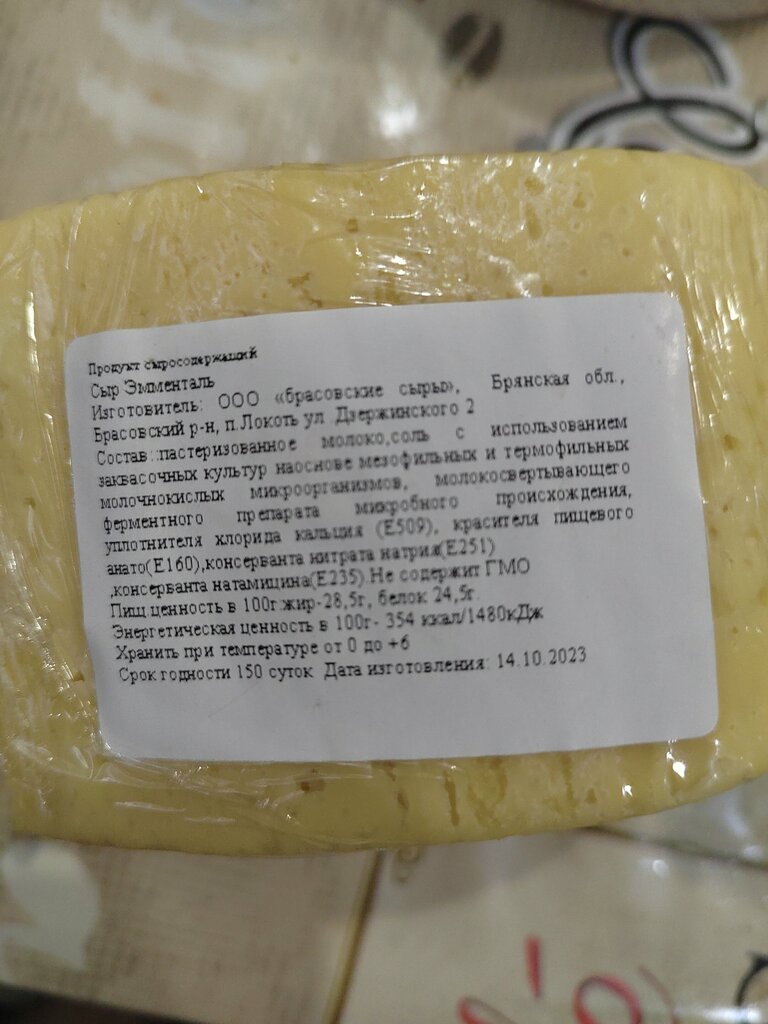 Продукт сыросодержащий
Сыр Эмменталь
Изготовитель: ООО «брасовские сыры», Брянская обл.,
Брасовский р-н, п.Локоть ул Дзержинского 2
Состав:пастеризованное молоко,соль с использованием
заквасочных культур наоснове мезофильных и термофильных
молочнокислых микроорганизмов, молокосвертывающего
ферментного препарата микробного происхождения,
уплотнителя хлорида кальция (Е509), красителя пищевого
анато(Е160),консерванта нитрата натрия(Е251)
,консерванта натамицина(Е235).Не содержит ГМО
Пищ.ценность в 100г:жир-28,5г, белок 24,5г.
Энергетическая ценность в 100г- 354 ккал/1480кДж
Хранить при температуре от 0 до +6
Срок годности 150 суток Дата изготовления: 14.10.2023